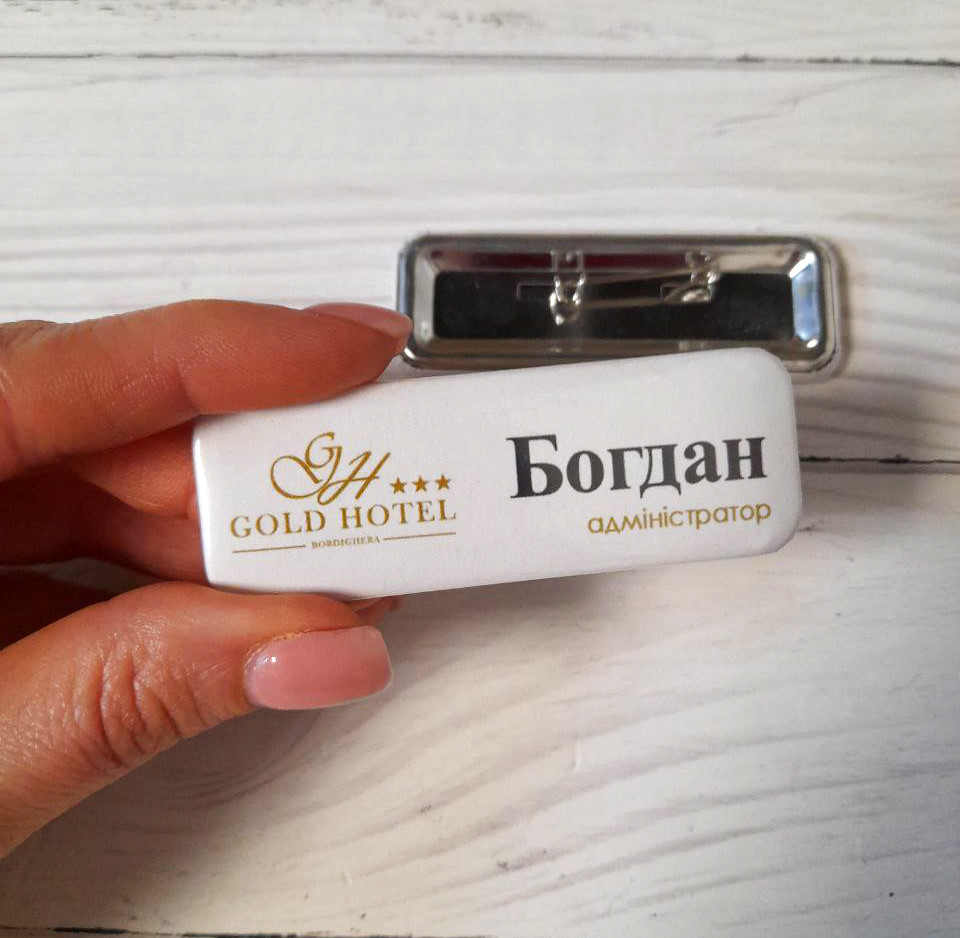 GH
GOLD HOTEL
BORDIGHERA
Богдан
адміністратор